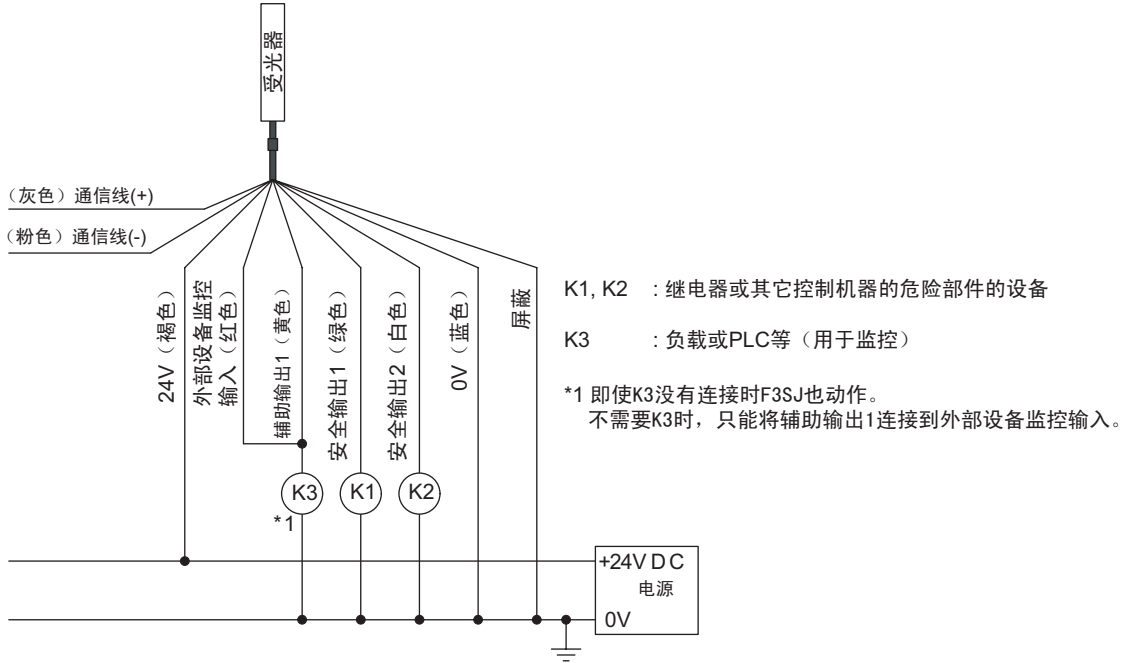 受光器
（灰色）通信线(+)
（粉色）通信线(-)
24V（褐色）
外部设备监控
输入（红色）
辅助输出1（黄色）
安全输出1（绿色）
安全输出2（白色）
0V（蓝色）
屏蔽
K1, K2 : 继电器或其它控制机器的危险部件的设备
K3 : 负载或PLC等（用于监控）
*1 即使K3没有连接时F3SJ也动作。
不需要K3时，只能将辅助输出1连接到外部设备监控输入。
K3
K1
K2
*1
+24V DC
电源
0V